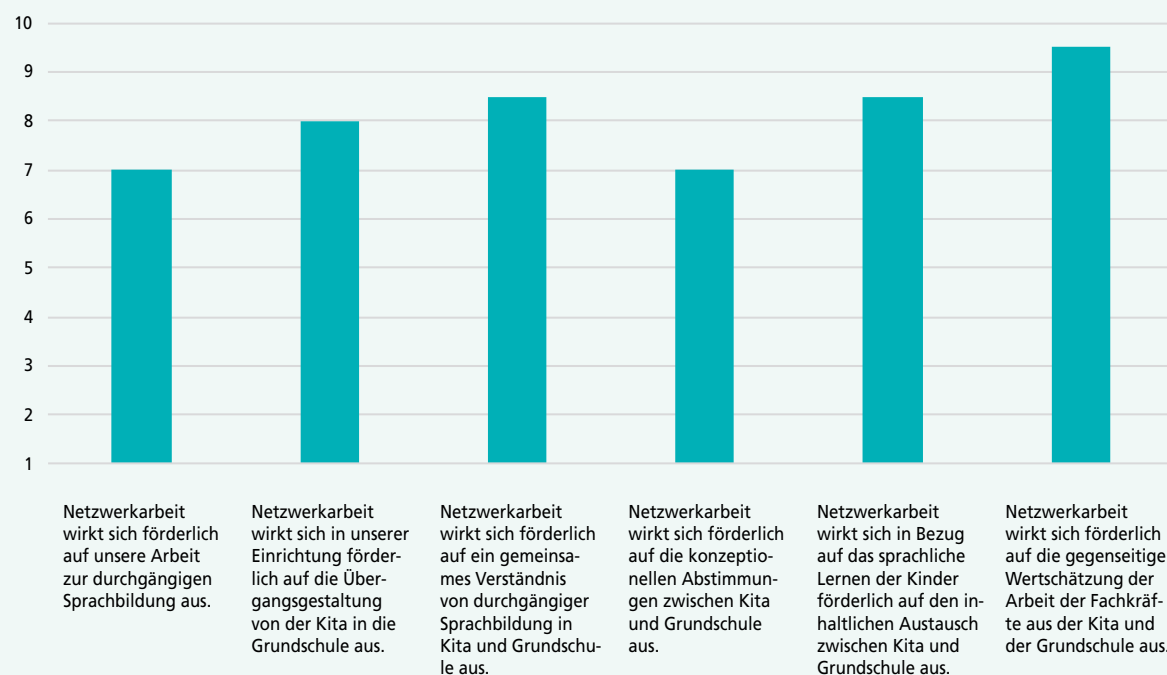 10
9
8
7
6
5
4
3
2
1
Netzwerkarbeit
wirkt sich förderlich
auf unsere Arbeit
zur durchgängigen
Sprachbildung aus.
Netzwerkarbeit
wirkt sich in unserer
Einrichtung förder-
lich auf die Über-
gangsgestaltung
von der Kita in die
Grundschule aus.
Netzwerkarbeit
wirkt sich förderlich
auf ein gemeinsa-
mes Verständnis
von durchgängiger
Sprachbildung in
Kita und Grundschu-
le aus.
Netzwerkarbeit
wirkt sich förderlich
auf die konzeptio-
nellen Abstimmun-
gen zwischen Kita
und Grundschule
aus.
Netzwerkarbeit
wirkt sich in Bezug
auf das sprachliche
Lernen der Kinder
förderlich auf den in-
haltlichen Austausch
zwischen Kita und
Grundschule aus.
Netzwerkarbeit
wirkt sich förderlich
auf die gegenseitige
Wertschätzung der
Arbeit der Fachkräf-
te aus der Kita und
der Grundschule aus.